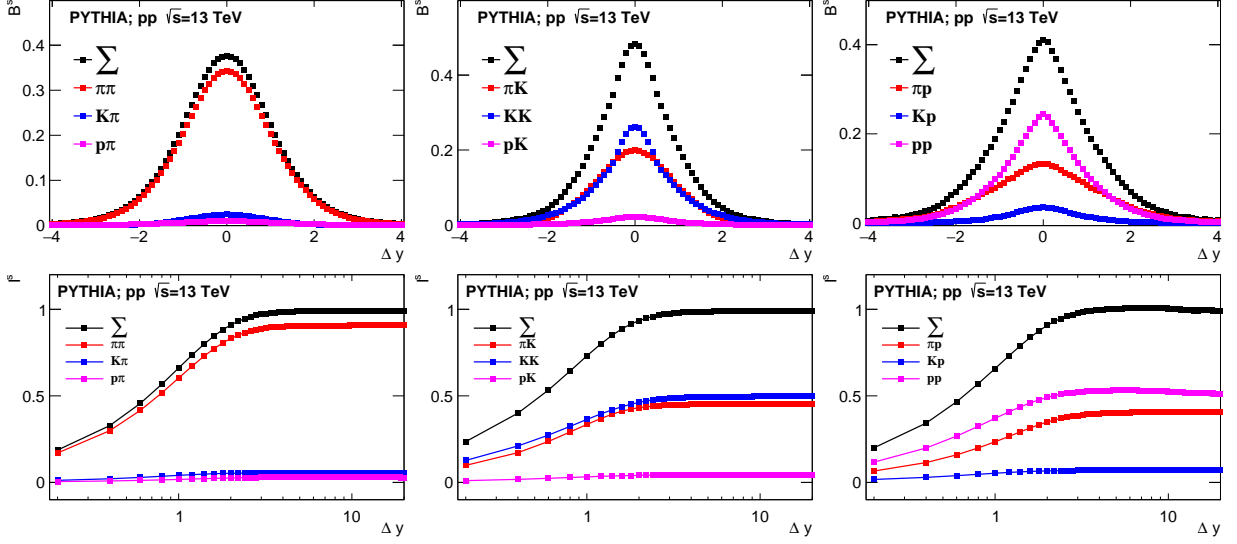 PYTHIA; pp √s=13 TeV
B^s
0.4
0.3
0.2
0.1
0
∑
ππ
Kπ
pπ
−4
−2
0
2
4
Δ y
PYTHIA; pp √s=13 TeV
B^s
0.4
0.2
0
∑
πK
KK
pK
−4
−2
0
2
4
Δ y
PYTHIA; pp √s=13 TeV
B^s
0.4
0.2
0
∑
πp
Kp
pp
−4
−2
0
2
4
Δ y
PYTHIA; pp √s=13 TeV
I^s
1
0.5
0
∑
ππ
Kπ
pπ
1
10
Δ y
PYTHIA; pp √s=13 TeV
I^s
1
0.5
0
∑
πK
KK
pK
1
10
Δ y
PYTHIA; pp √s=13 TeV
I^s
1
0.5
0
∑
πp
Kp
pp
1
10
Δ y